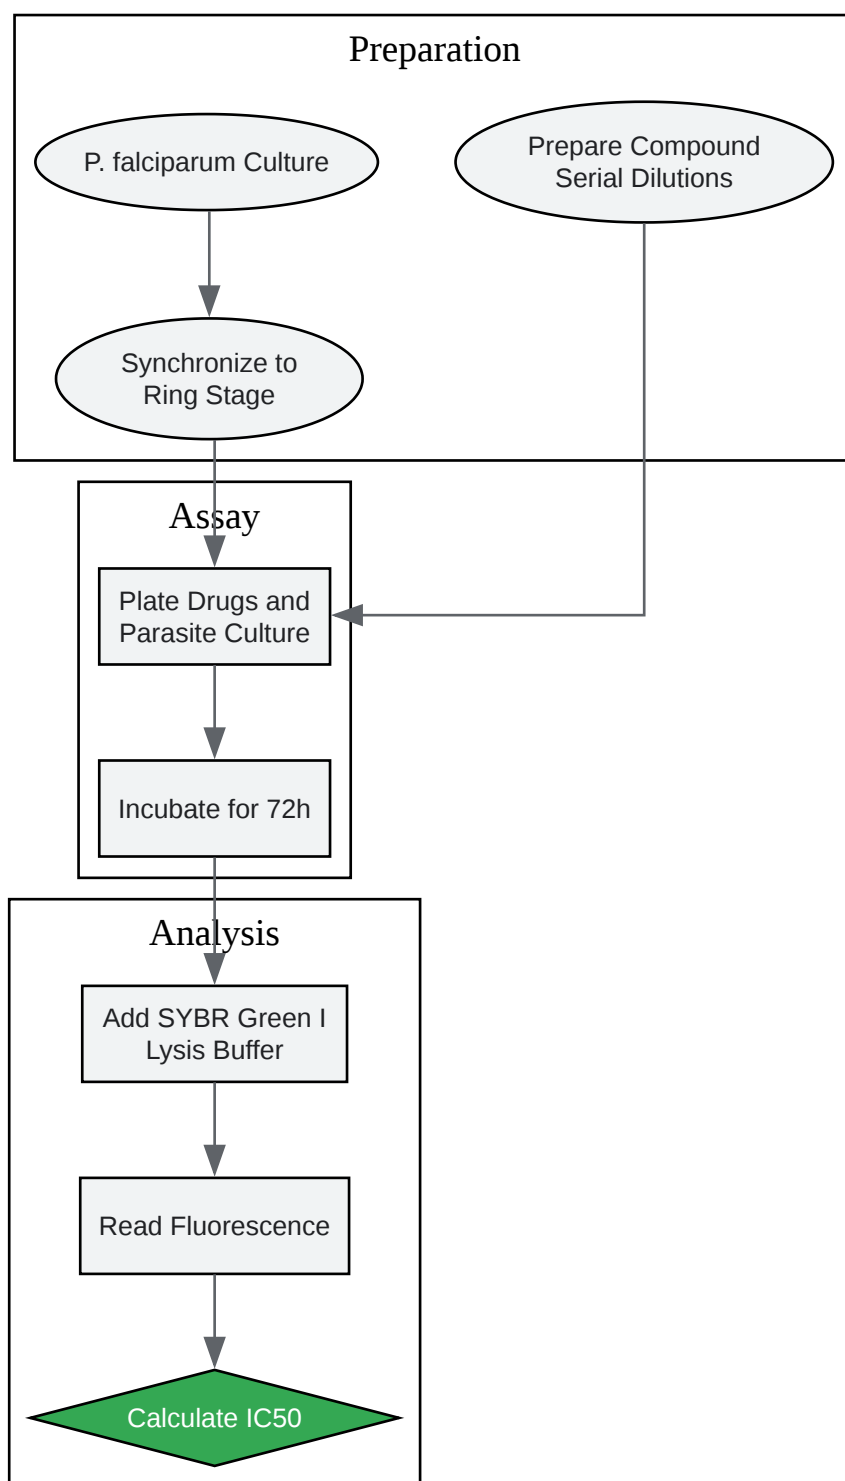 Preparation
P. falciparum Culture
Prepare Compound
Serial Dilutions
Synchronize to
Ring Stage
Assay
Plate Drugs and
Parasite Culture
Incubate for 72h
Analysis
Add SYBR Green I
Lysis Buffer
Read Fluorescence
Calculate IC50